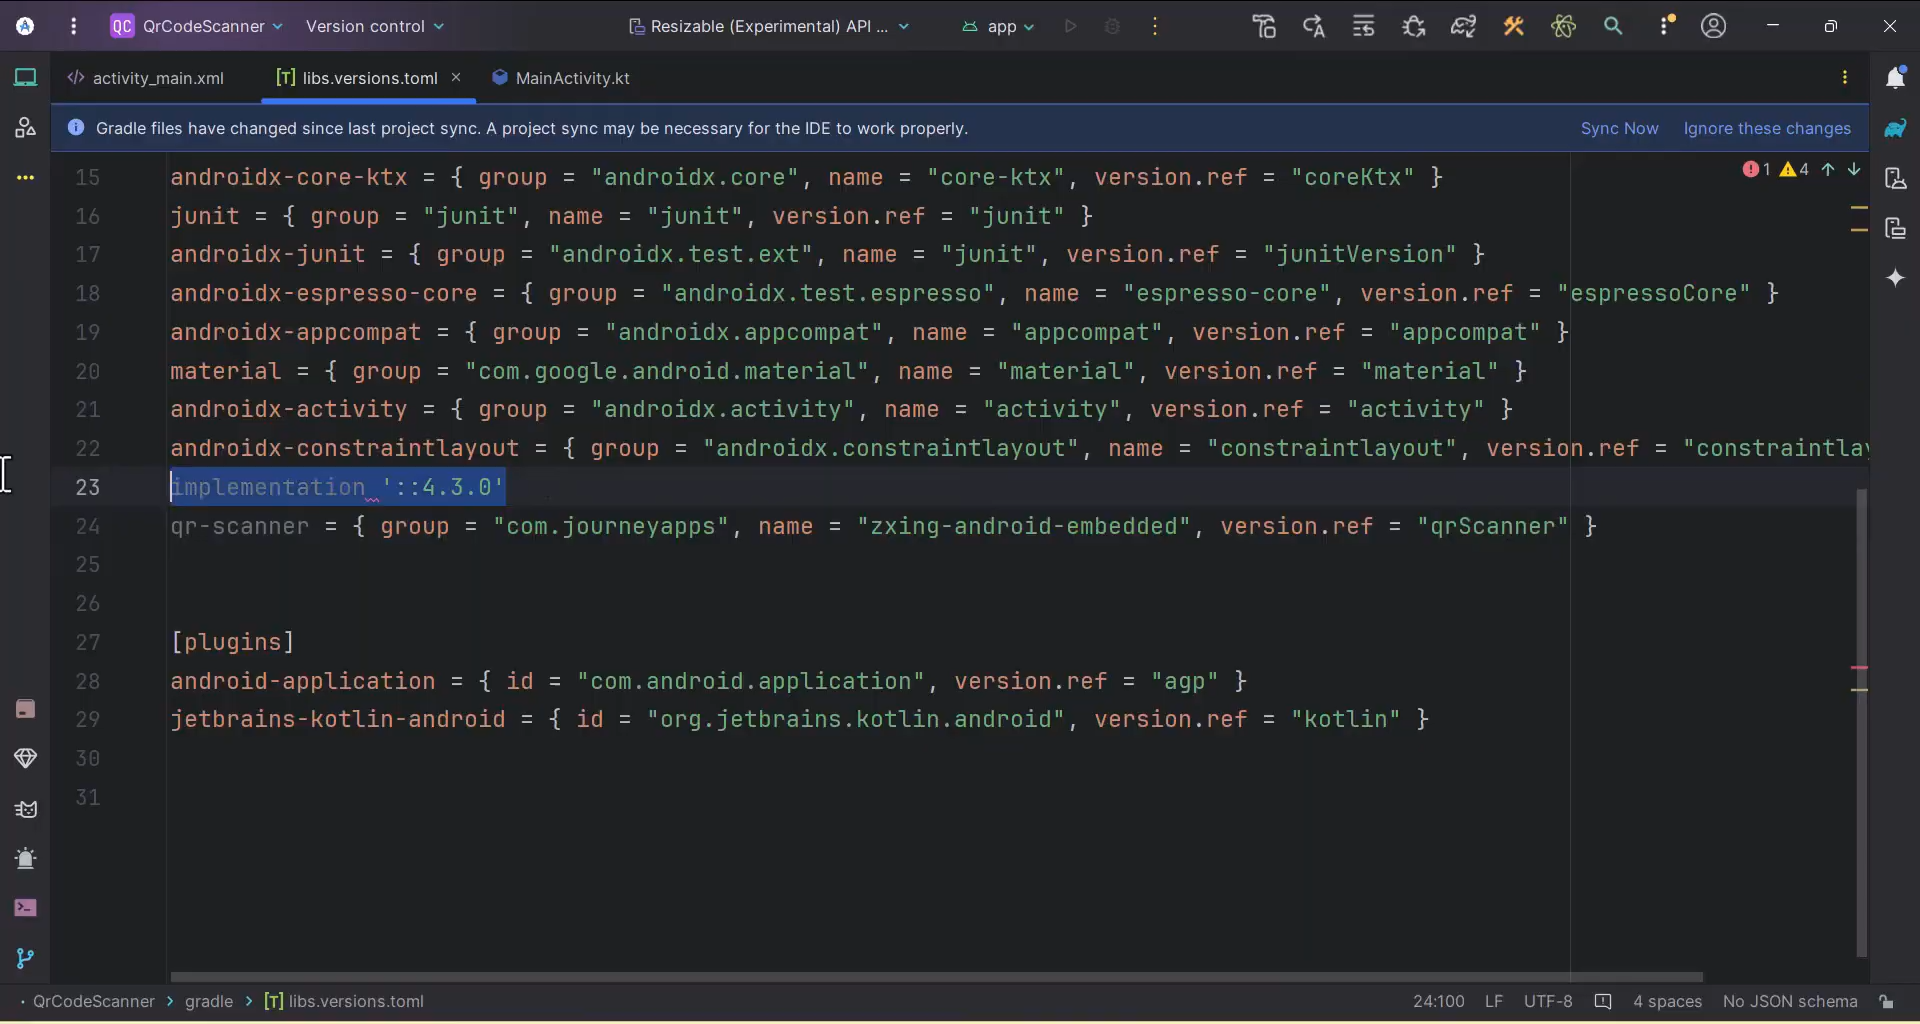 QC QrCodeScanner Version control Resizable (Experimental) API ... app
activity_main.xml [T] libs.versions.toml MainActivity.kt
Gradle files have changed since last project sync. A project sync may be necessary for the IDE to work properly. Sync Now Ignore these changes
1 4
15 androidx-core-ktx = { group = "androidx.core", name = "core-ktx", version.ref = "coreKtx" }
16 junit = { group = "junit", name = "junit", version.ref = "junit" }
17 androidx-junit = { group = "androidx.test.ext", name = "junit", version.ref = "junitVersion" }
18 androidx-espresso-core = { group = "androidx.test.espresso", name = "espresso-core", version.ref = "espressoCore" }
19 androidx-appcompat = { group = "androidx.appcompat", name = "appcompat", version.ref = "appcompat" }
20 material = { group = "com.google.android.material", name = "material", version.ref = "material" }
21 androidx-activity = { group = "androidx.activity", name = "activity", version.ref = "activity" }
22 androidx-constraintlayout = { group = "androidx.constraintlayout", name = "constraintlayout", version.ref = "constraintlay
23 implementation '::4.3.0'
24 qr-scanner = { group = "com.journeyapps", name = "zxing-android-embedded", version.ref = "qrScanner" }
25
26
27 [plugins]
28 android-application = { id = "com.android.application", version.ref = "agp" }
29 jetbrains-kotlin-android = { id = "org.jetbrains.kotlin.android", version.ref = "kotlin" }
30
31
QrCodeScanner > gradle > [T] libs.versions.toml 24:100 LF UTF-8 4 spaces No JSON schema